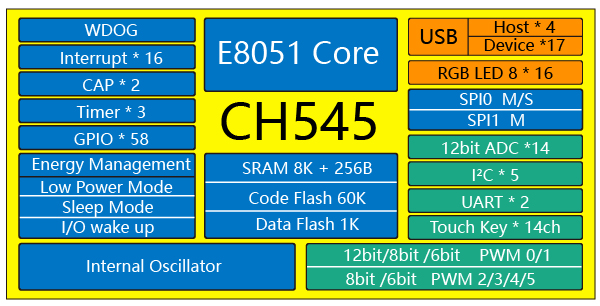 WDOG
Interrupt * 16
CAP * 2
Timer * 3
GPIO * 58
Energy Management
Low Power Mode
Sleep Mode
I/O wake up
E8051 Core
CH545
SRAM 8K + 256B
Code Flash 60K
Data Flash 1K
USB
Host * 4
Device *17
RGB LED 8 * 16
SPI0 M/S
SPI1 M
12bit ADC *14
I²C * 5
UART * 2
Touch Key * 14ch
Internal Oscillator
12bit/8bit /6bit PWM 0/1
8bit /6bit PWM 2/3/4/5